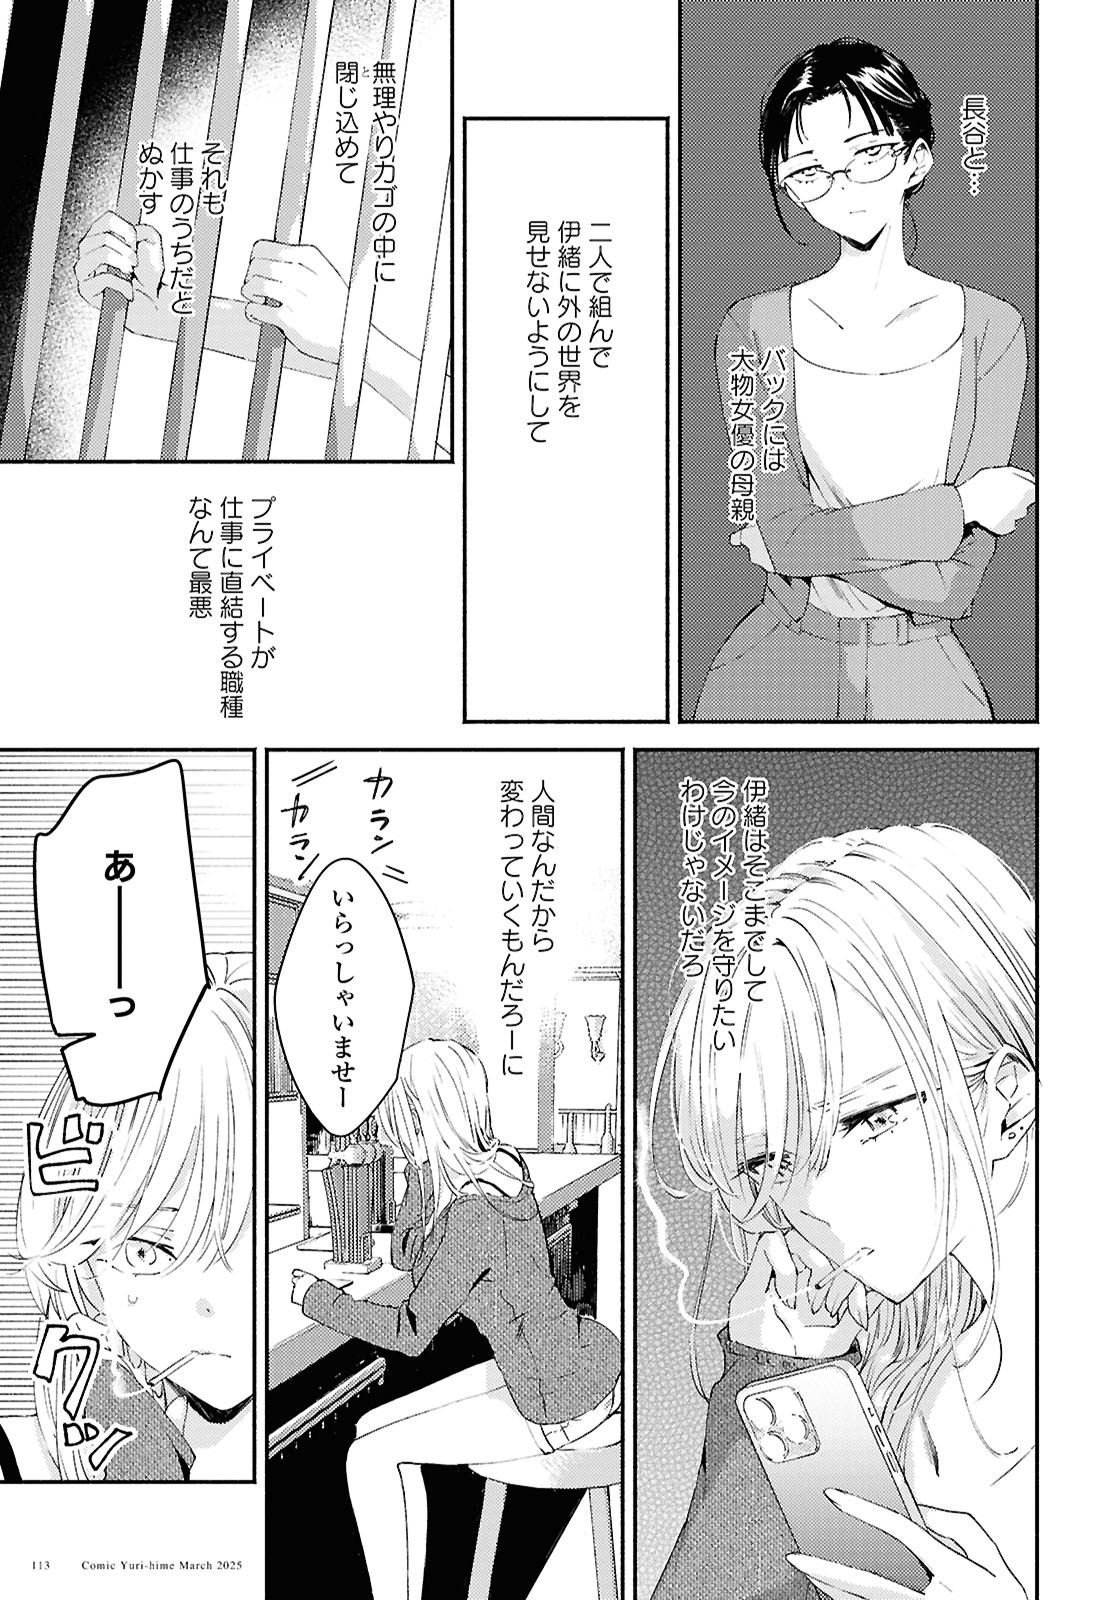 長谷と…
バックには
大物女優の母親
二人で組んで
伊緒に外の世界を
見せないようにして
無理やりカゴの中に
閉じ込めて
と
それも
仕事のうちだと
ぬかす
プライベートが
仕事に直結する職種
なんて最悪
伊緒はそこまでして
今のイメージを守りたい
わけじゃないだろ
人間なんだから
変わっていくもんだろーに
カラン
カラン
いらっしゃいませー
あーーっ
ビクッ
113
Comic Yuri-hime March 2025